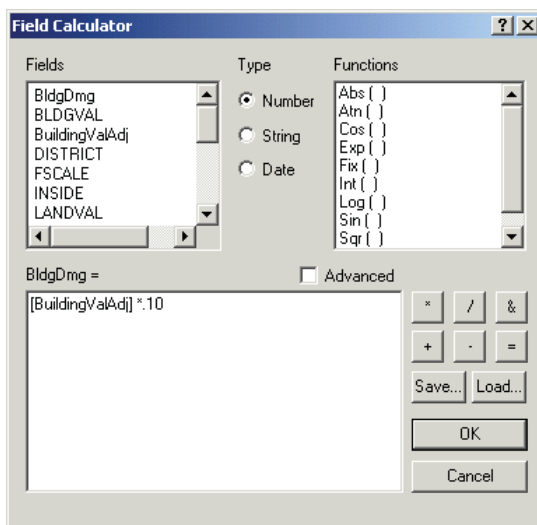 Field Calculator
? ×
Fields
Type
Functions
BldgDmg
BLDGVAL
BuildingValAdj
DISTRICT
FSCALE
INSIDE
LANDVAL
Number
String
Date
Abs ( )
Atn ( )
Cos ( )
Exp ( )
Fix ( )
Int ( )
Log ( )
Sin ( )
Sqr ( )
BldgDmg =
Advanced
[BuildingValAdj] *.10
* / &
+ - =
Save... Load...
OK
Cancel